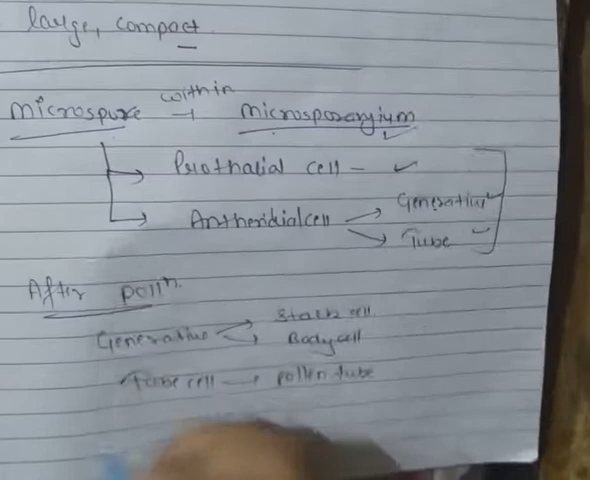 large, compact
Microspore → within Microsporangium
Prothalial cell -
Antheridial cell → Generative
→ Tube
After polln.
Generative → Stalk cell
→ Body cell
Tube cell → pollen tube